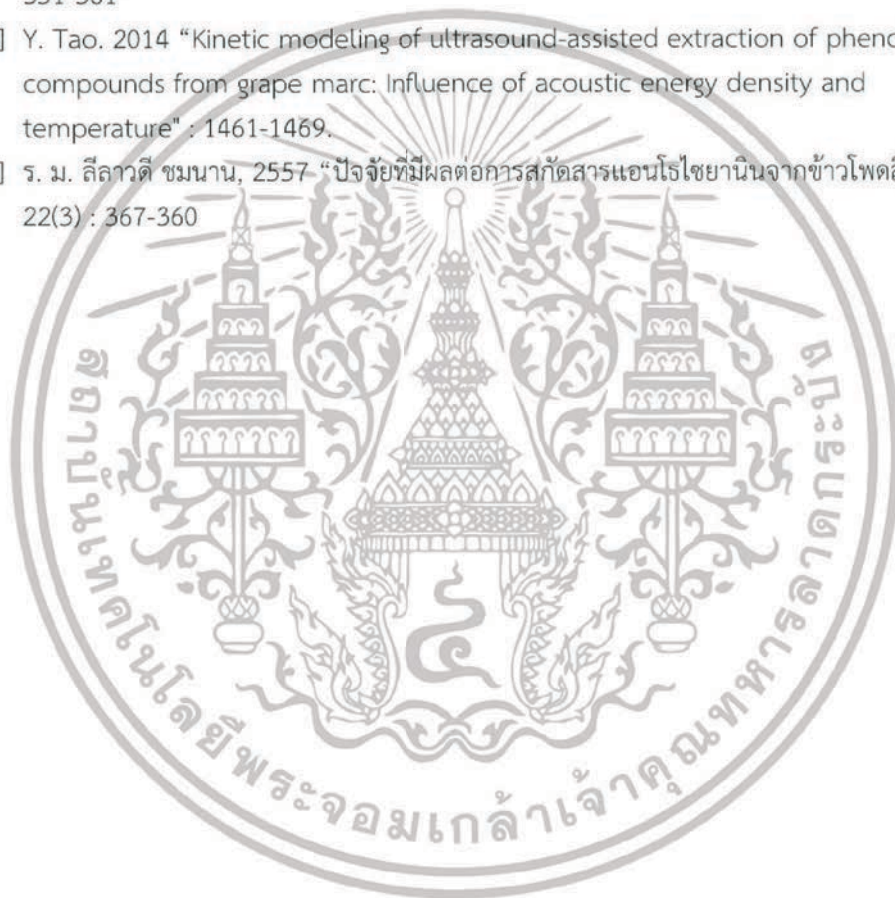 ] Y. Tao. 2014 “Kinetic modeling of ultrasound-assisted extraction of
compounds from grape marc: Influence of acoustic energy density and
temperature" : 1461-1469.
] ร. ม. ลีลาวดี ชมนาน, 2557 “ปัจจัยที่มีผลต่อการสกัดสารแอนโธไซยานินจากข้าวโพด
22(3) : 367-360
สถาบันเทคโนโลยีพระจอมเกล้าเจ้าคุณทหารลาดกระบัง